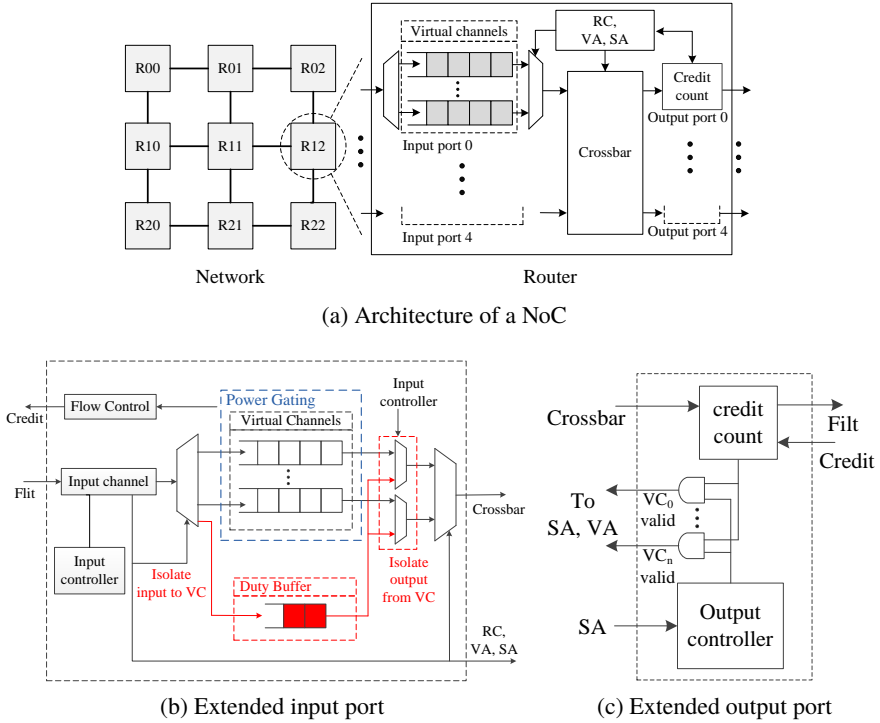 R00
R01
R02
R10
R11
R12
R20
R21
R22
Network
Virtual channels
RC,
VA, SA
Input port 0
Input port 4
Crossbar
Credit
count
Output port 0
Output port 4
Router
(a) Architecture of a NoC
Credit
Flow Control
Power Gating
Virtual Channels
Input
controller
Flit
Input channel
Crossbar
Input
controller
Isolate
input to VC
Duty Buffer
Isolate
output
from VC
RC,
VA, SA
(b) Extended input port
Crossbar
credit
count
Filt
Credit
To
SA, VA
VC0
valid
VCn
valid
SA
Output
controller
(c) Extended output port